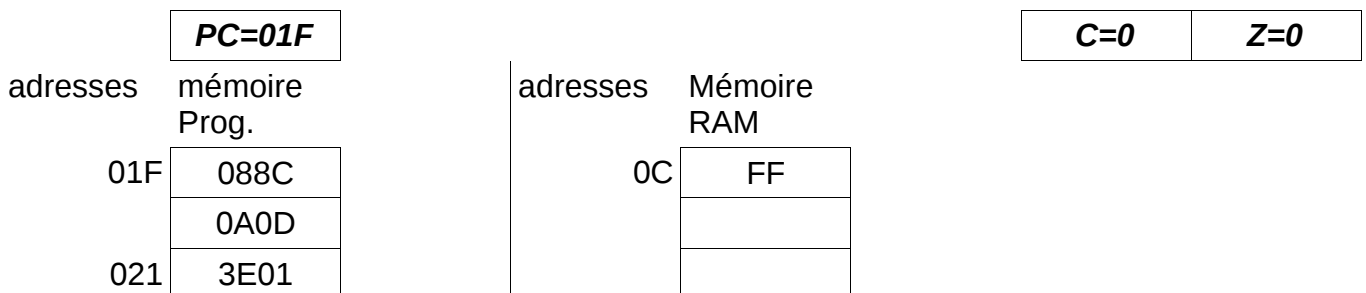 PC=01F C=0 Z=0
adresses mémoire adresses Mémoire
Prog. RAM
01F 088C 0C FF
0A0D
021 3E01